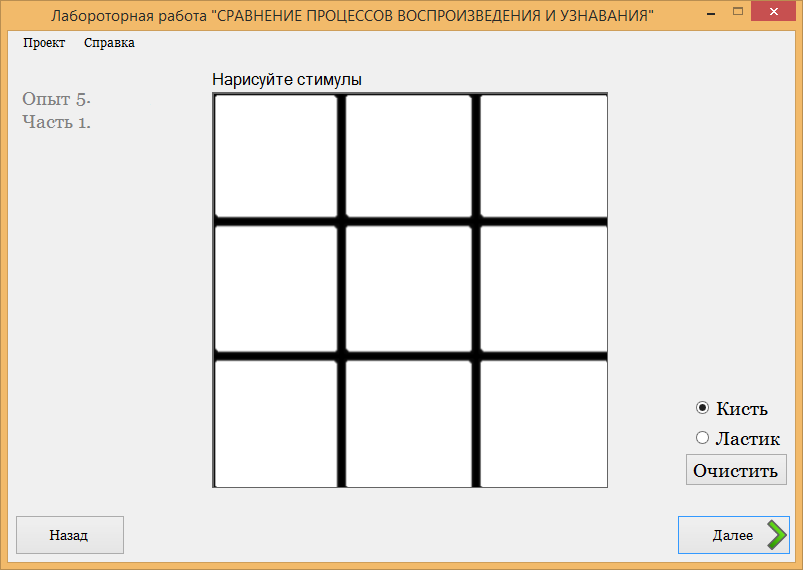 Лабороторная работа "СРАВНЕНИЕ ПРОЦЕССОВ ВОСПРОИЗВЕДЕНИЯ И УЗНАВАНИЯ"
Проект Справка
Нарисуйте стимулы
Опыт 5.
Часть 1.
Кисть
Ластик
Очистить
Назад
Далее